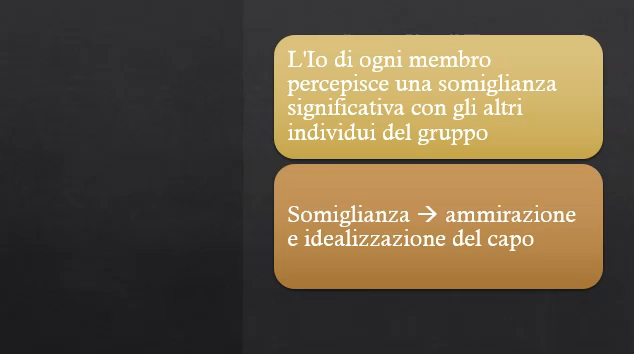 L'Io di ogni membro
percepisce una somiglianza
significativa con gli altri
individui del gruppo
Somiglianza → ammirazione
e idealizzazione del capo